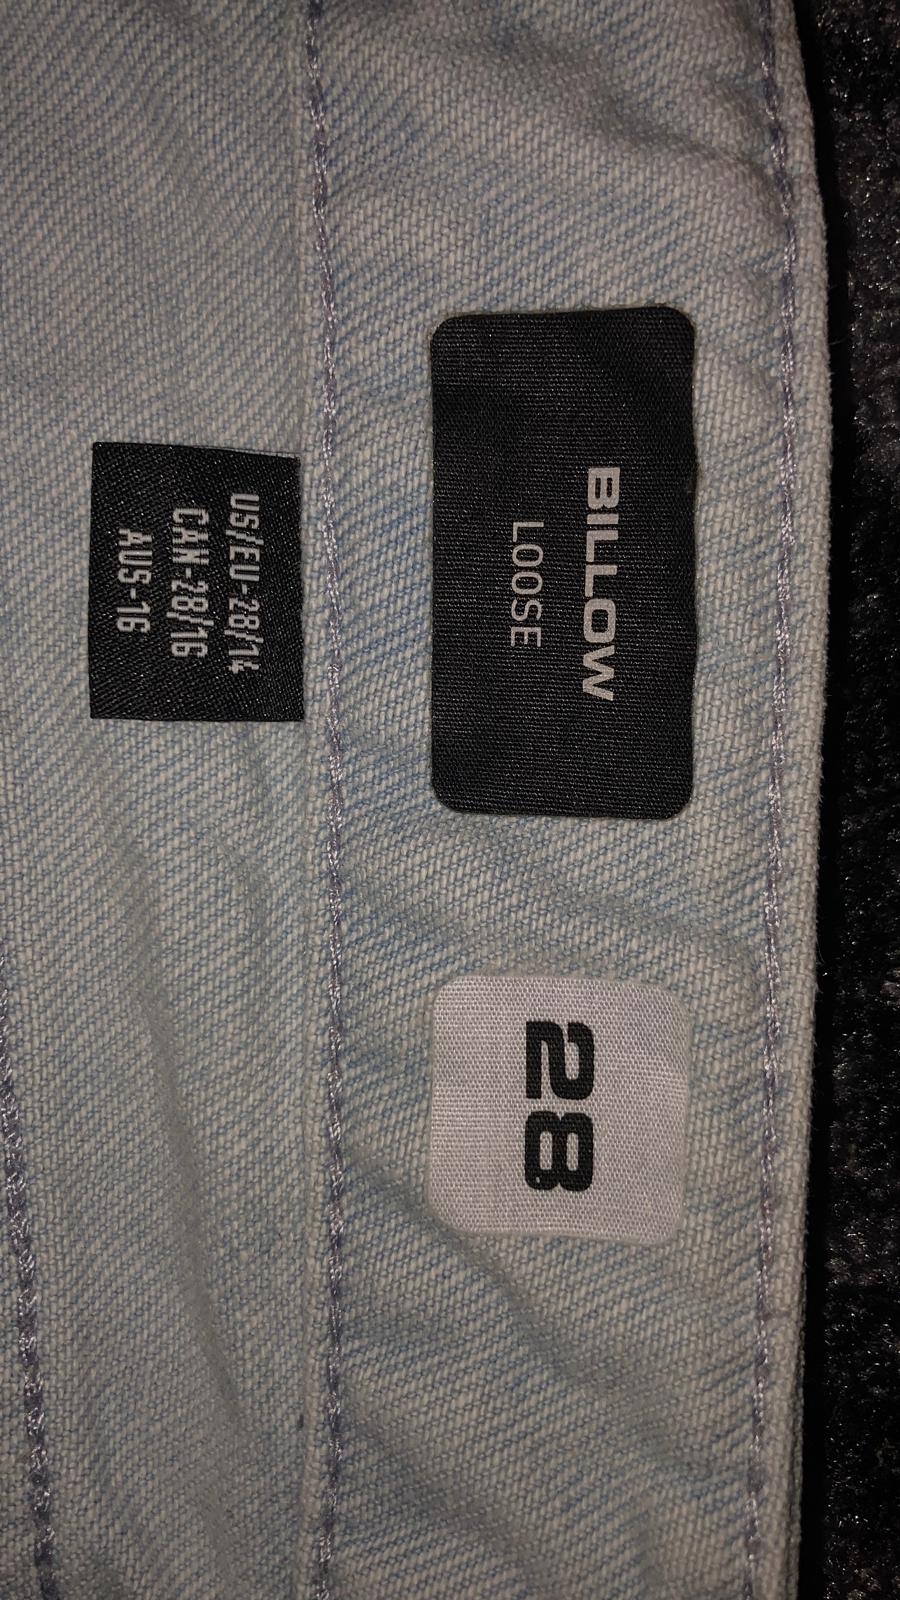 BILLOW
LOOSE
28
US/EU-28/14
CAN-28/16
AUS-16